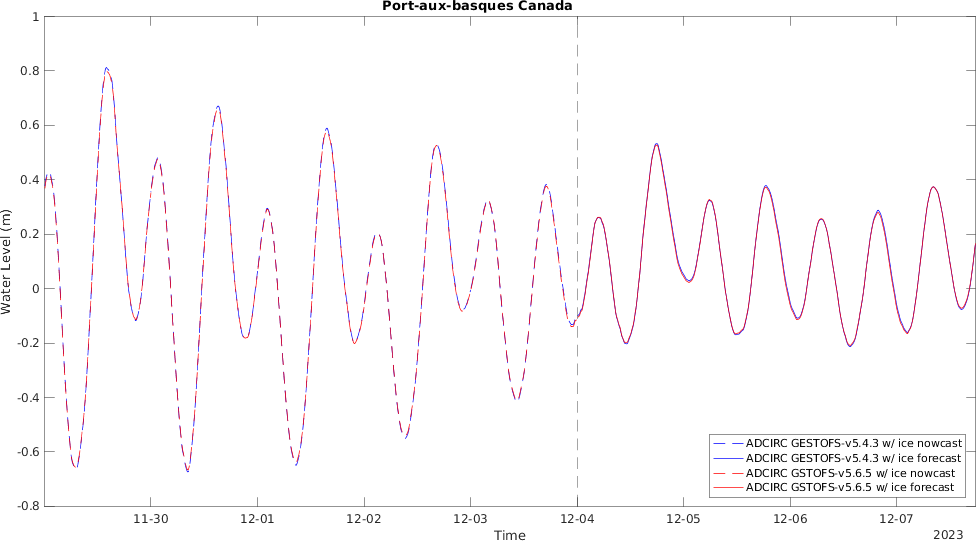 Port-aux-basques Canada
1
0.8
0.6
0.4
0.2
0
-0.2
-0.4
-0.6
-0.8
Water Level (m)
11-30
12-01
12-02
12-03
12-04
12-05
12-06
12-07
Time
2023
ADCIRC GESTOFS-v5.4.3 w/ ice nowcast
ADCIRC GESTOFS-v5.4.3 w/ ice forecast
ADCIRC GSTOFS-v5.6.5 w/ ice nowcast
ADCIRC GSTOFS-v5.6.5 w/ ice forecast